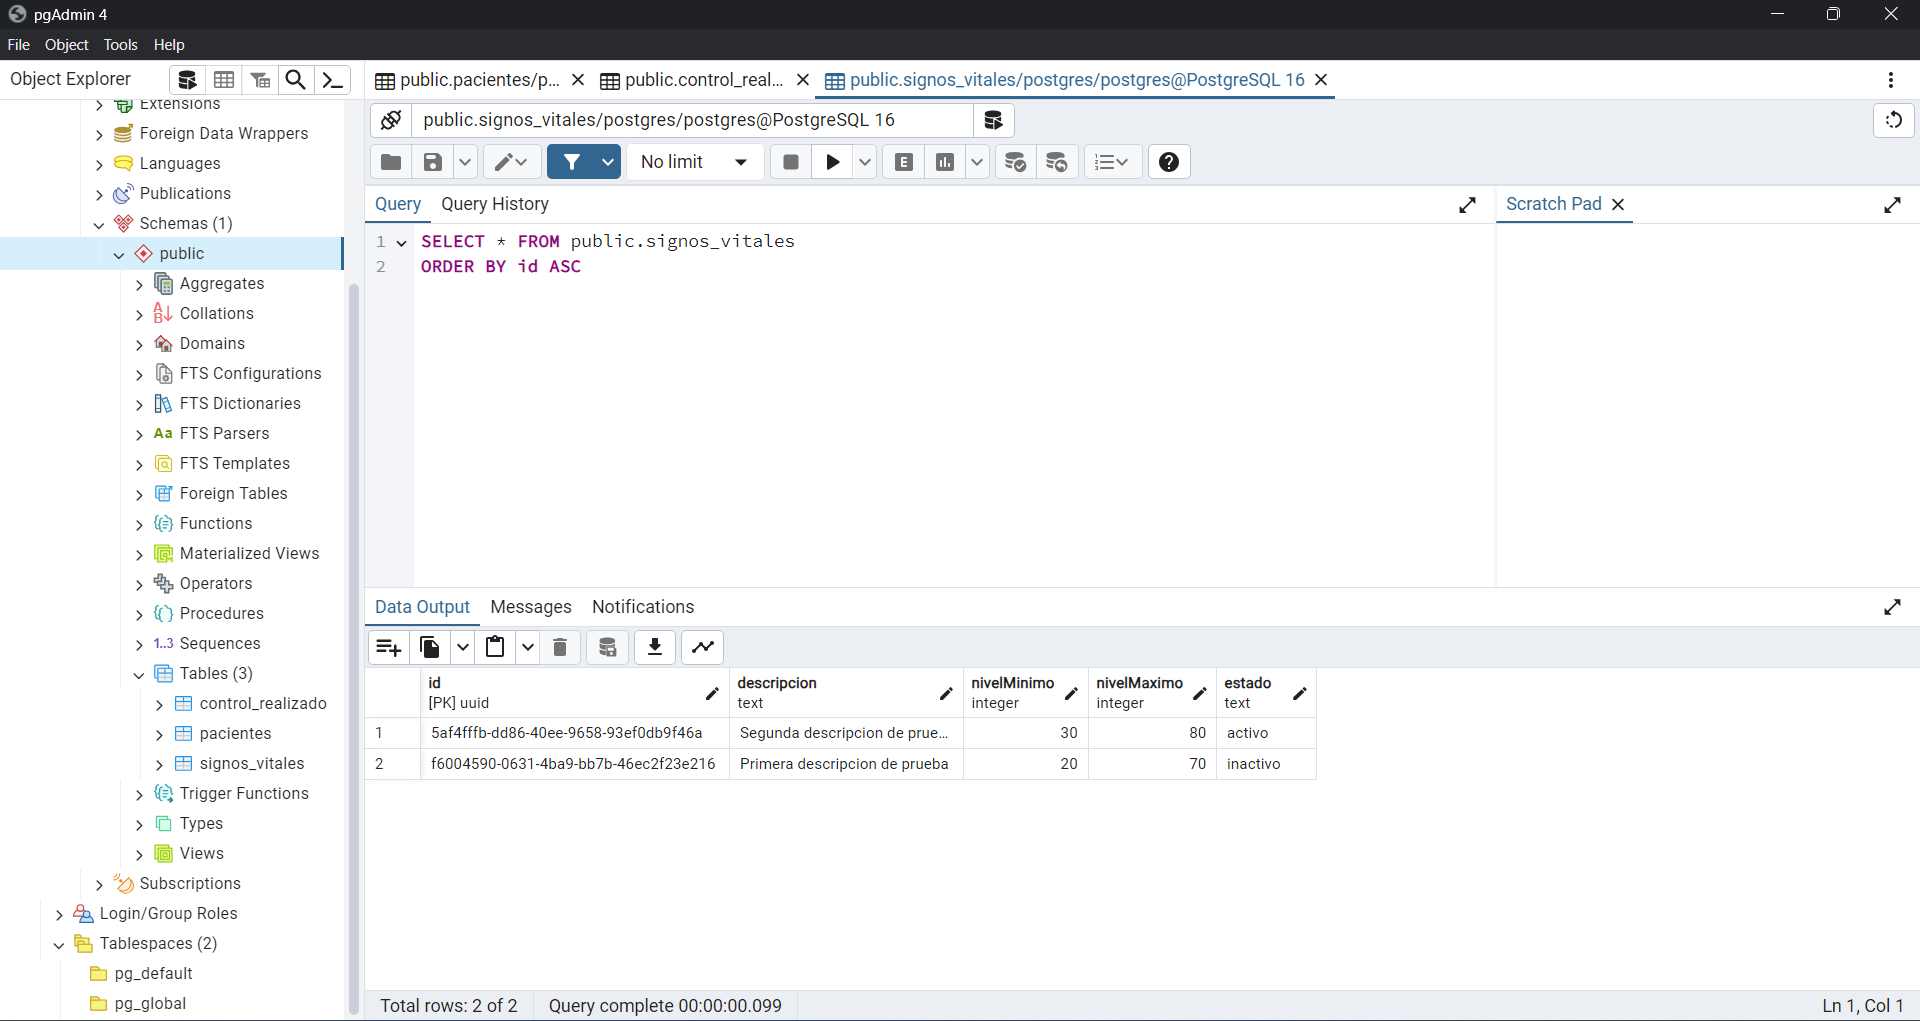 pgAdmin 4
File Object Tools Help
Object Explorer
public.pacientes/p... public.control_real... public.signos_vitales/postgres/postgres@PostgreSQL 16
Extensions
Foreign Data Wrappers
Languages
Publications
Schemas (1)
public
Aggregates
Collations
Domains
FTS Configurations
FTS Dictionaries
Aa FTS Parsers
FTS Templates
Foreign Tables
Functions
Materialized Views
Operators
Procedures
1..3 Sequences
Tables (3)
control_realizado
pacientes
signos_vitales
Trigger Functions
Types
Views
Subscriptions
Login/Group Roles
Tablespaces (2)
pg_default
pg_global
public.signos_vitales/postgres/postgres@PostgreSQL 16
No limit
E
Query Query History
Scratch Pad
1 SELECT * FROM public.signos_vitales
2 ORDER BY id ASC
Data Output Messages Notifications
id descripcion nivelMinimo nivelMaximo estado
[PK] uuid text integer integer text
1 5af4fffb-dd86-40ee-9658-93ef0db9f46a Segunda descripcion de prue... 30 80 activo
2 f6004590-0631-4ba9-bb7b-46ec2f23e216 Primera descripcion de prueba 20 70 inactivo
Total rows: 2 of 2 Query complete 00:00:00.099 Ln 1, Col 1